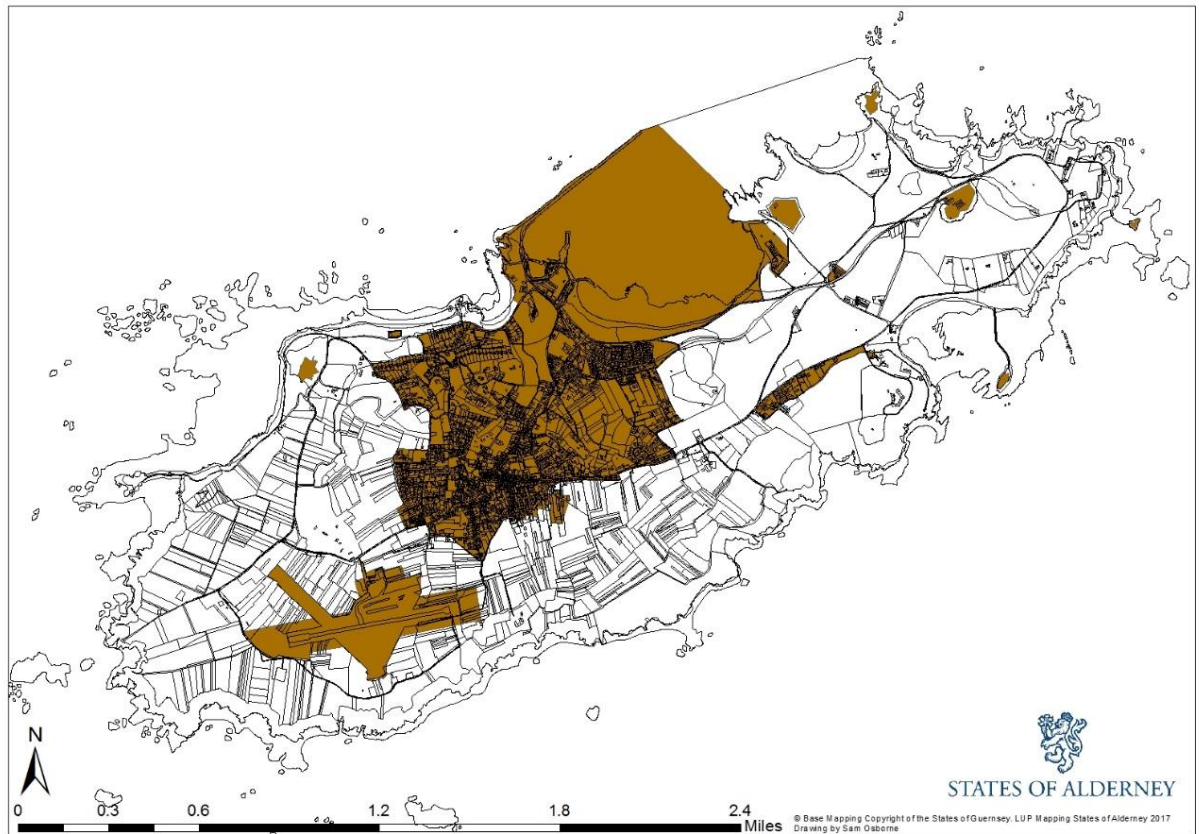 N
0 0.3 0.6 1.2 1.8 2.4
Miles
STATES OF ALDERNEY
© Base Mapping Copyright of the States of Guernsey. LUP Mapping States of Alderney 2017
Drawing by Sam Osborne